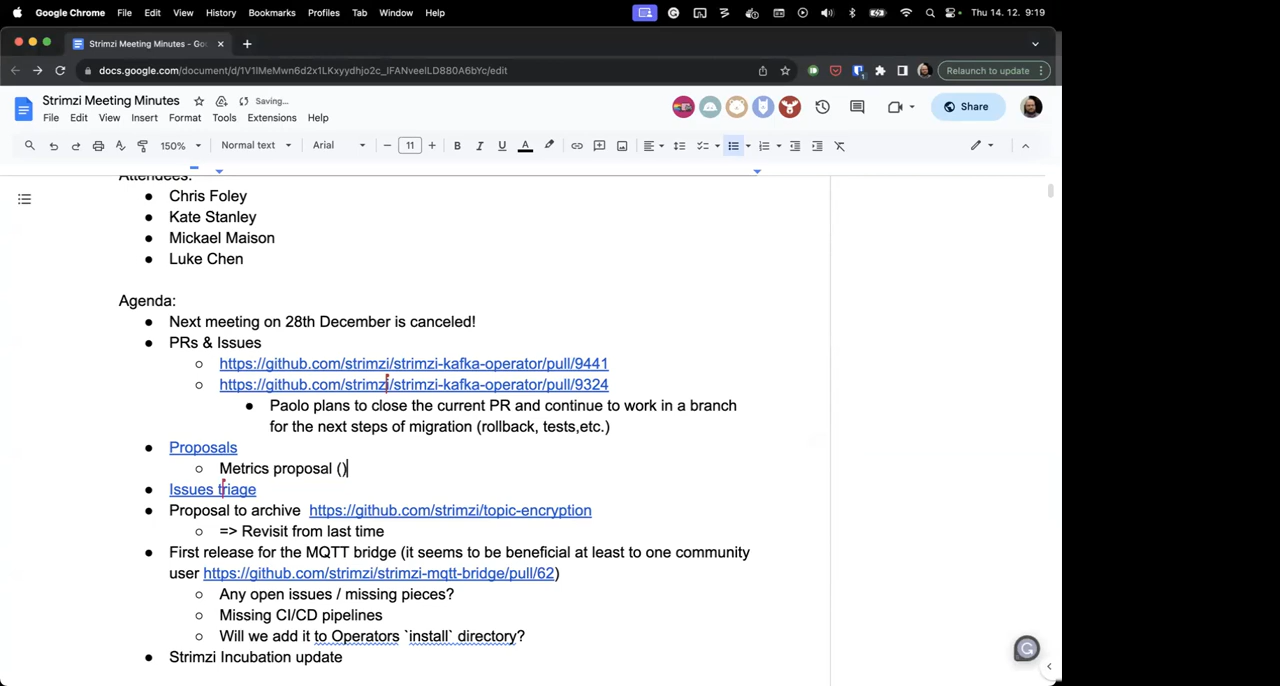 Google Chrome File Edit View History Bookmarks Profiles Tab Window Help Thu 14. 12. 9:19
Strimzi Meeting Minutes - Goo
docs.google.com/document/d/1V1IMeMwn6d2x1LKxyydhjo2c_IFANveelLD880A6bYc/edit Relaunch to update
Strimzi Meeting Minutes Saving... Share
File Edit View Insert Format Tools Extensions Help
150% Normal text Arial 11
Attendees:
● Chris Foley
● Kate Stanley
● Mickael Maison
● Luke Chen
Agenda:
● Next meeting on 28th December is canceled!
● PRs & Issues
○ https://github.com/strimzi/strimzi-kafka-operator/pull/9441
○ https://github.com/strimzi/strimzi-kafka-operator/pull/9324
● Paolo plans to close the current PR and continue to work in a branch
for the next steps of migration (rollback, tests,etc.)
● Proposals
○ Metrics proposal ()
● Issues triage
● Proposal to archive https://github.com/strimzi/topic-encryption
○ => Revisit from last time
● First release for the MQTT bridge (it seems to be beneficial at least to one community
user https://github.com/strimzi/strimzi-mqtt-bridge/pull/62)
○ Any open issues / missing pieces?
○ Missing CI/CD pipelines
○ Will we add it to Operators `install` directory?
● Strimzi Incubation update